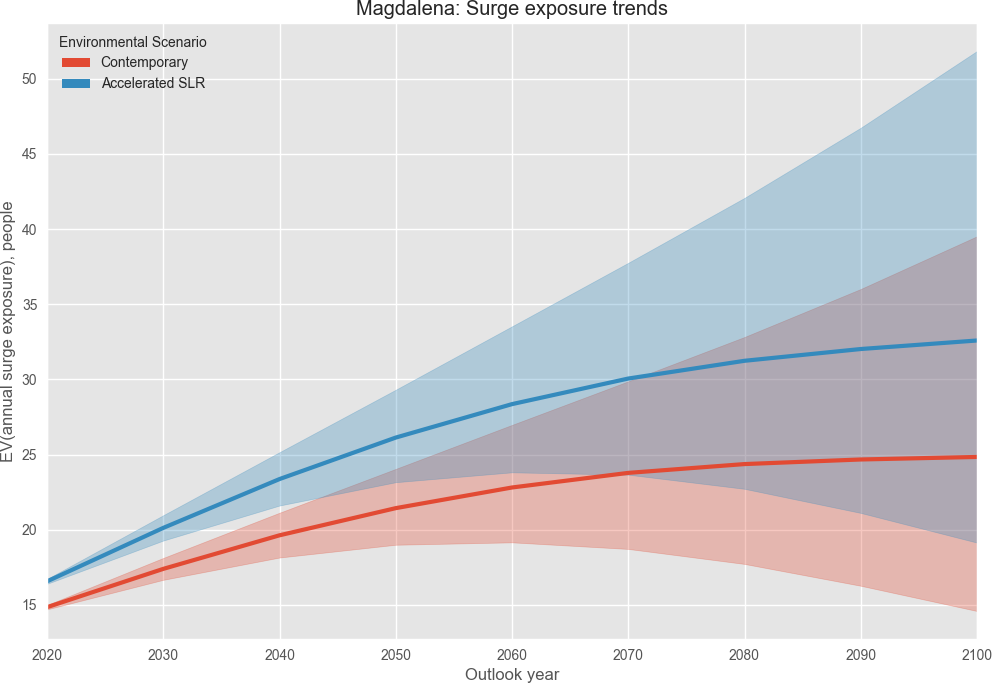 Magdalena: Surge exposure trends
Environmental Scenario
Contemporary
Accelerated SLR
EV(annual surge exposure), people
50
45
40
35
30
25
20
15
2020 2030 2040 2050 2060 2070 2080 2090 2100
Outlook year